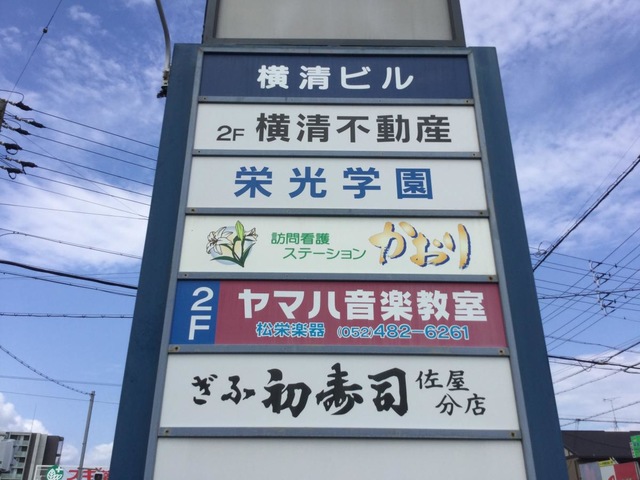 横清ビル
2F 横清不動産
栄光学園
訪問看護
ステーション
かおり
2F
ヤマハ音楽教室
松栄楽器 (052)482-6261
ぎふ初寿司
佐屋
分店
スギ